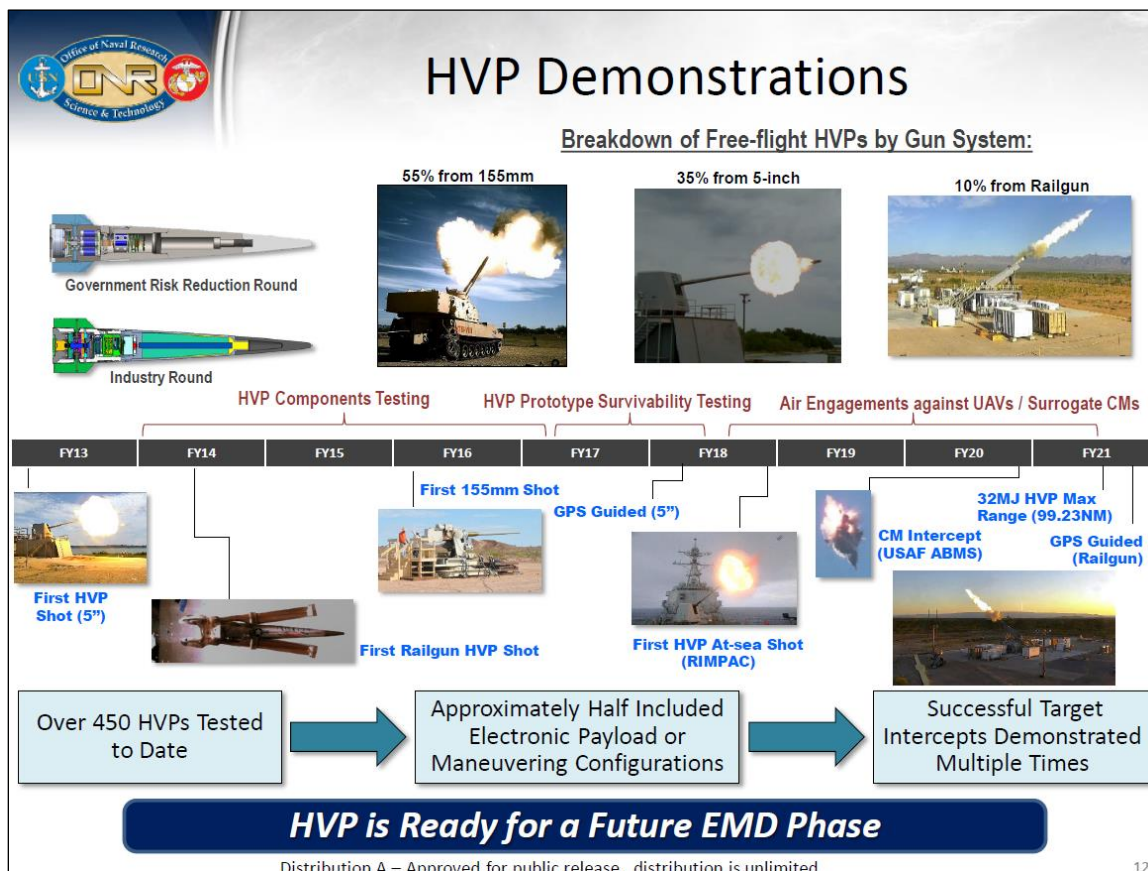 Office of Naval Research
ONR
Science & Technology
HVP Demonstrations
Breakdown of Free-flight HVPs by Gun System:
55% from 155mm
35% from 5-inch
10% from Railgun
Government Risk Reduction Round
Industry Round
HVP Components Testing
HVP Prototype Survivability Testing
Air Engagements against UAVs / Surrogate CMs
FY13
FY14
FY15
FY16
FY17
FY18
FY19
FY20
FY21
First HVP
Shot (5")
First Railgun HVP Shot
First 155mm Shot
GPS Guided (5")
First HVP At-sea Shot
(RIMPAC)
CM Intercept
(USAF ABMS)
32MJ HVP Max
Range (99.23NM)
GPS Guided
(Railgun)
Over 450 HVPs Tested
to Date
Approximately Half Included
Electronic Payload or
Maneuvering Configurations
Successful Target
Intercepts Demonstrated
Multiple Times
HVP is Ready for a Future EMD Phase
Distribution A – Approved for public release, distribution is unlimited
12